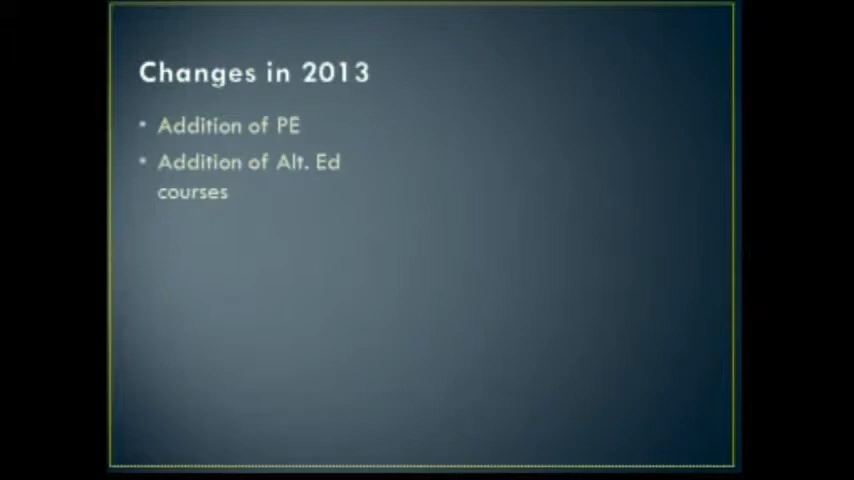 Changes in 2013
• Addition of PE
• Addition of Alt. Ed
courses